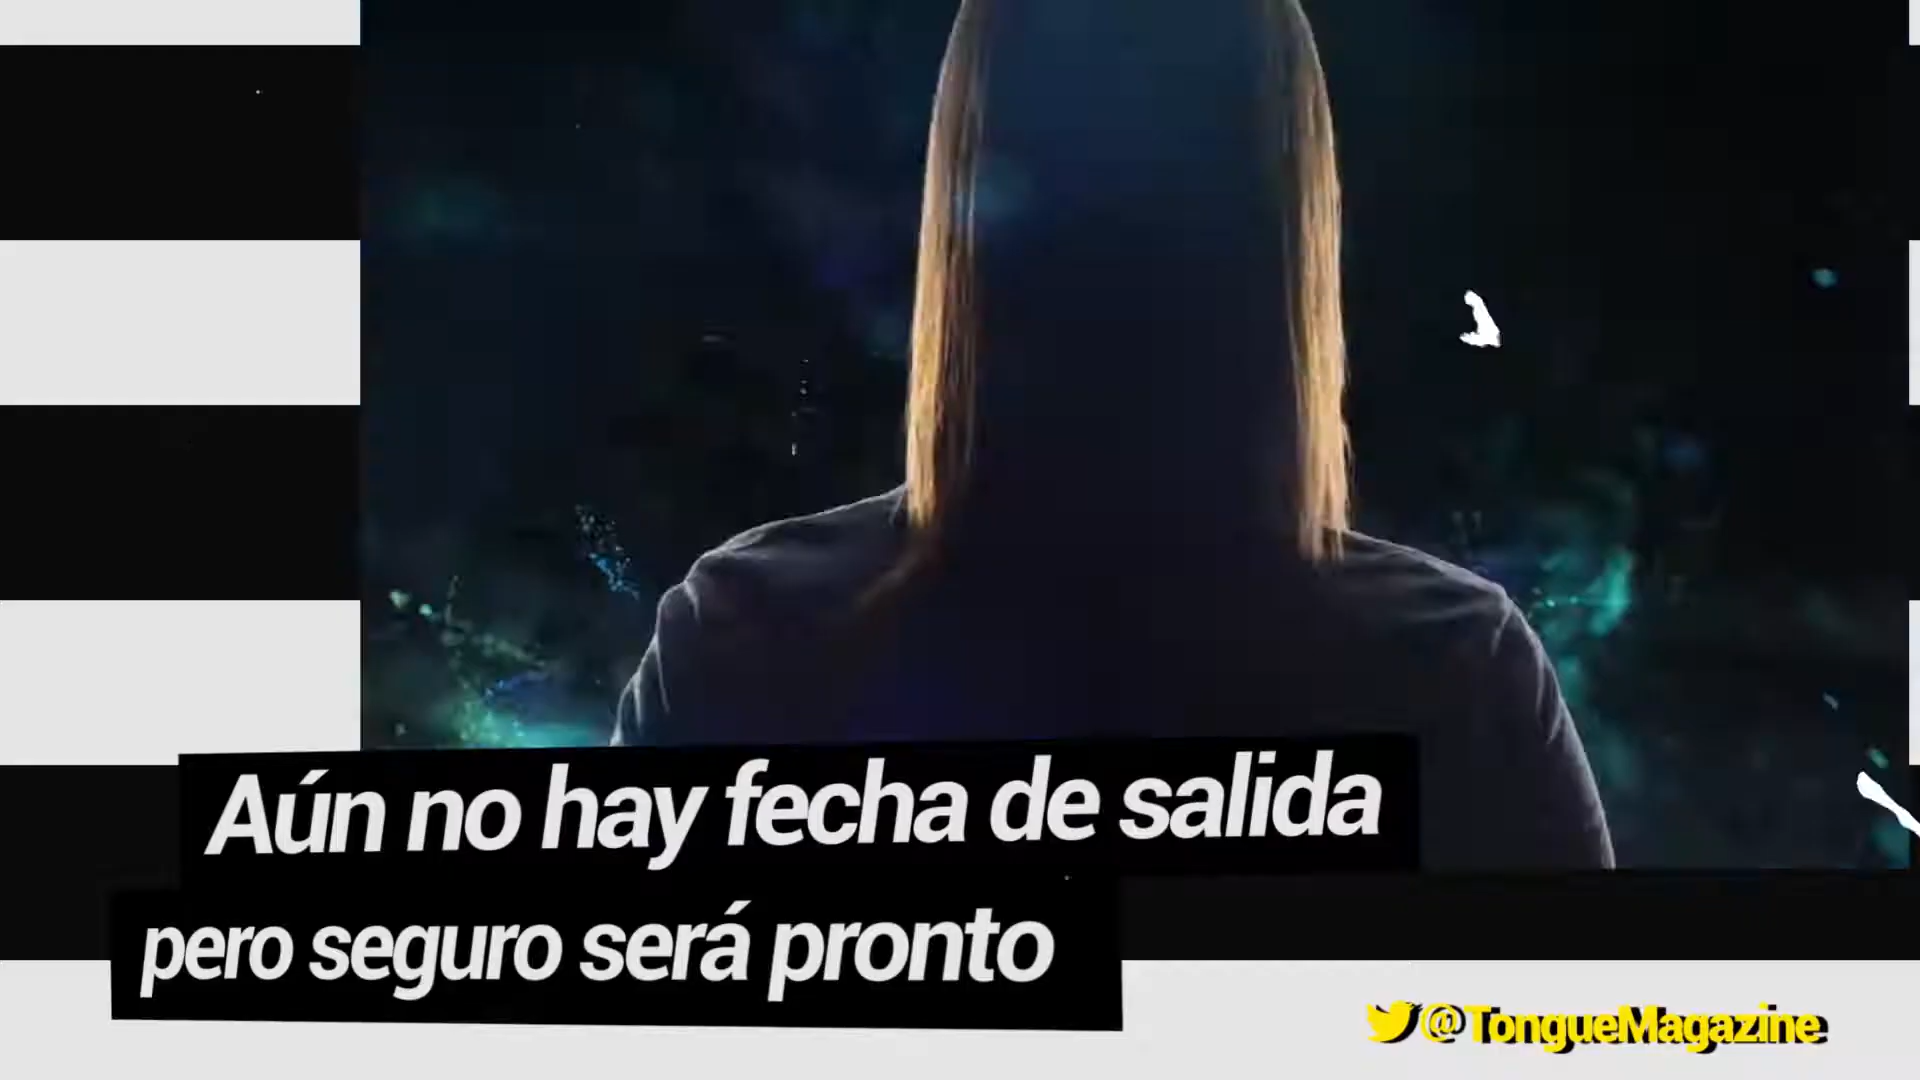 Aún no hay fecha de salida
pero seguro será pronto
@TongueMagazine